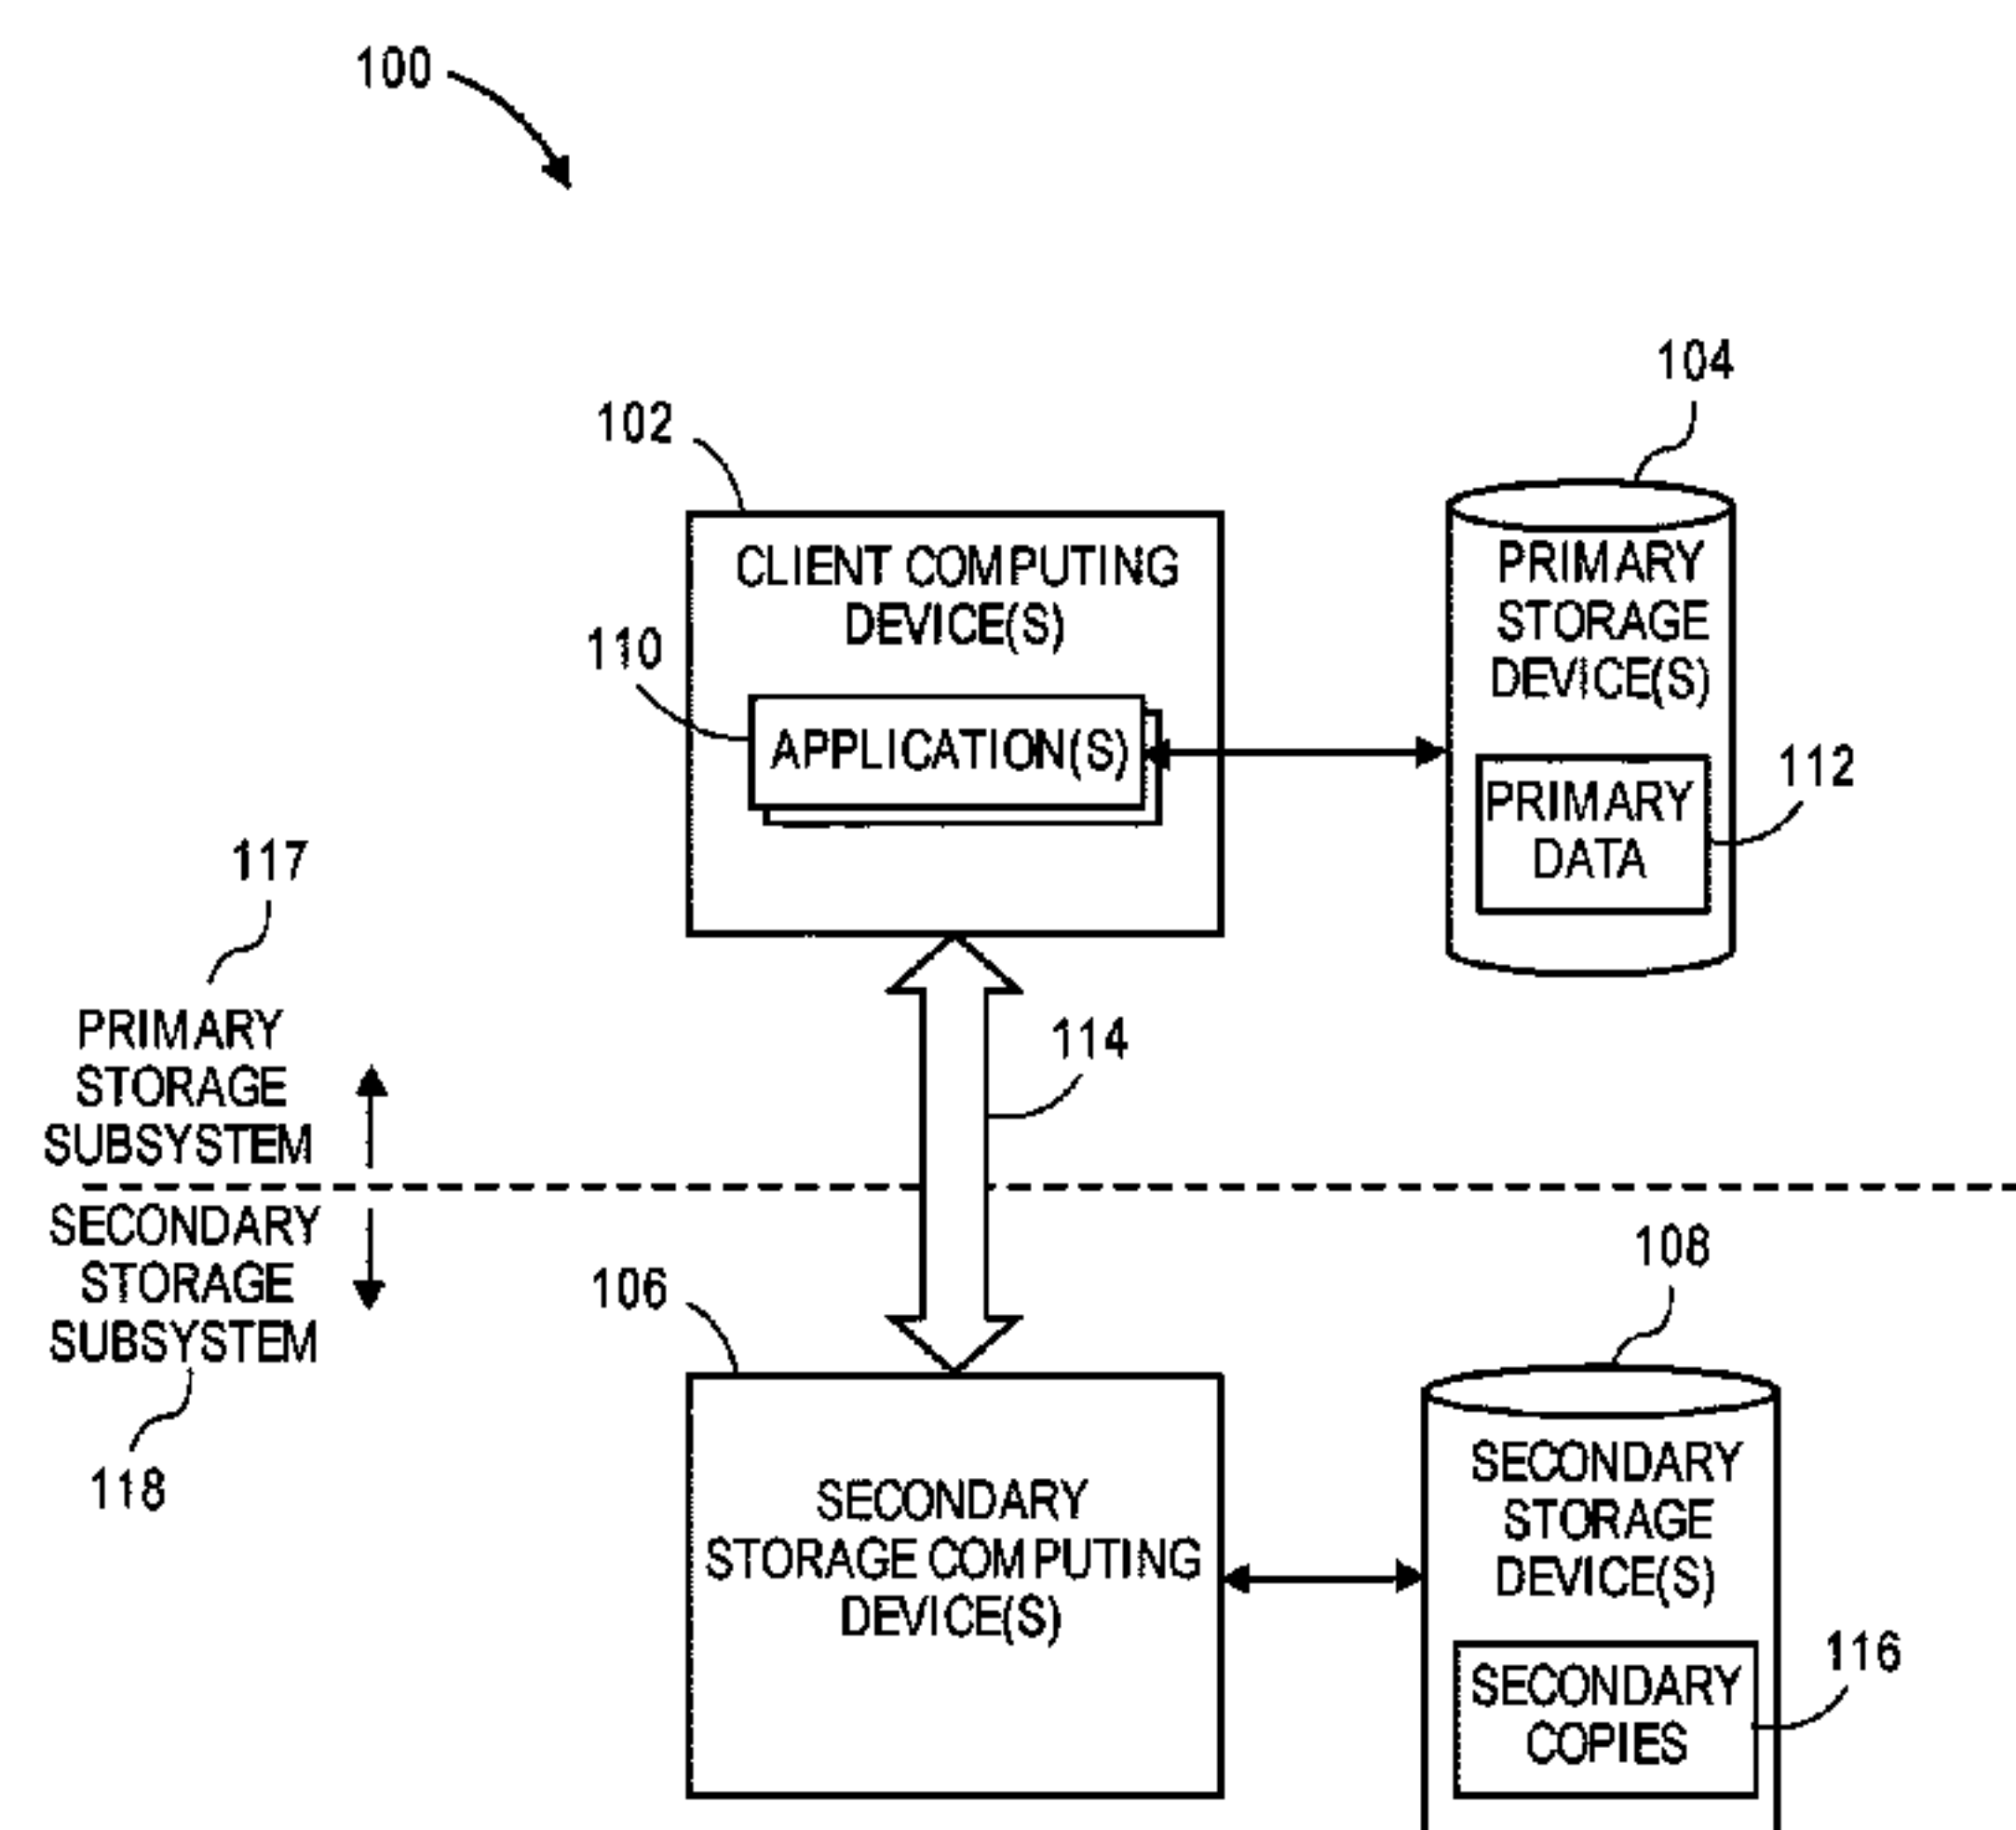 100
104
102
CLIENT COMPUTING
DEVICE(S)
PRIMARY
STORAGE
DEVICE(S)
110
APPLICATION(S)
112
PRIMARY
DATA
117
PRIMARY
STORAGE
SUBSYSTEM
114
SECONDARY
STORAGE
SUBSYSTEM
118
106
108
SECONDARY
STORAGE COMPUTING
DEVICE(S)
SECONDARY
STORAGE
DEVICE(S)
116
SECONDARY
COPIES